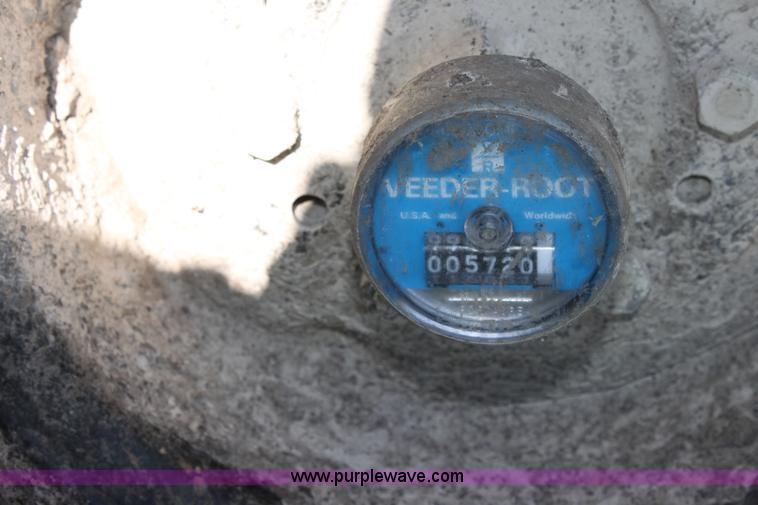 VEEDER-ROOT
U.S.A. and Worldwide
005720
www.purplewave.com